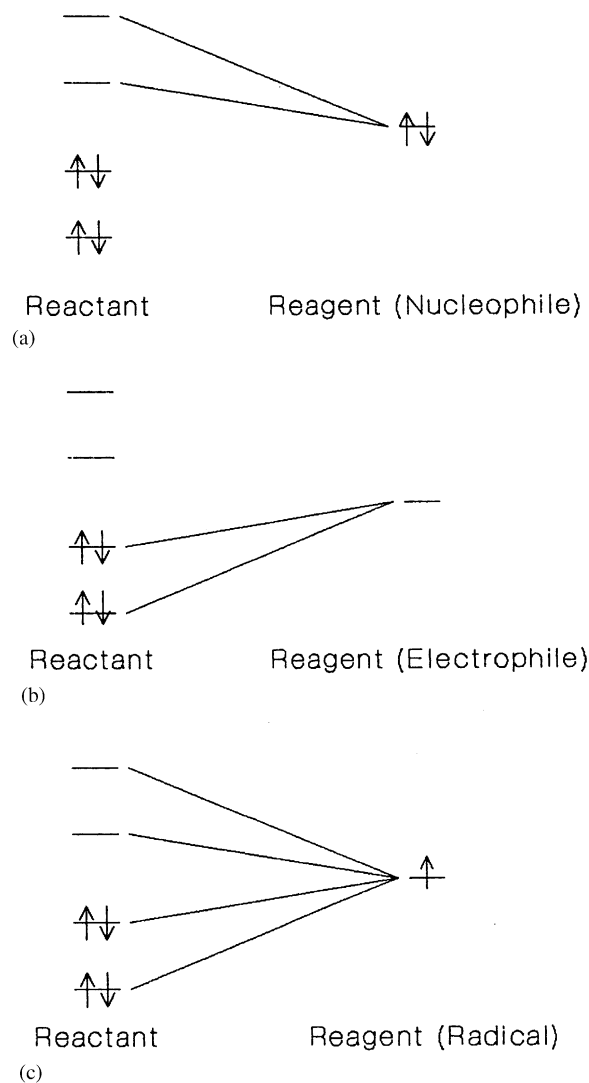 Reactant Reagent (Nucleophile)
(a)
Reactant Reagent (Electrophile)
(b)
Reactant Reagent (Radical)
(c)